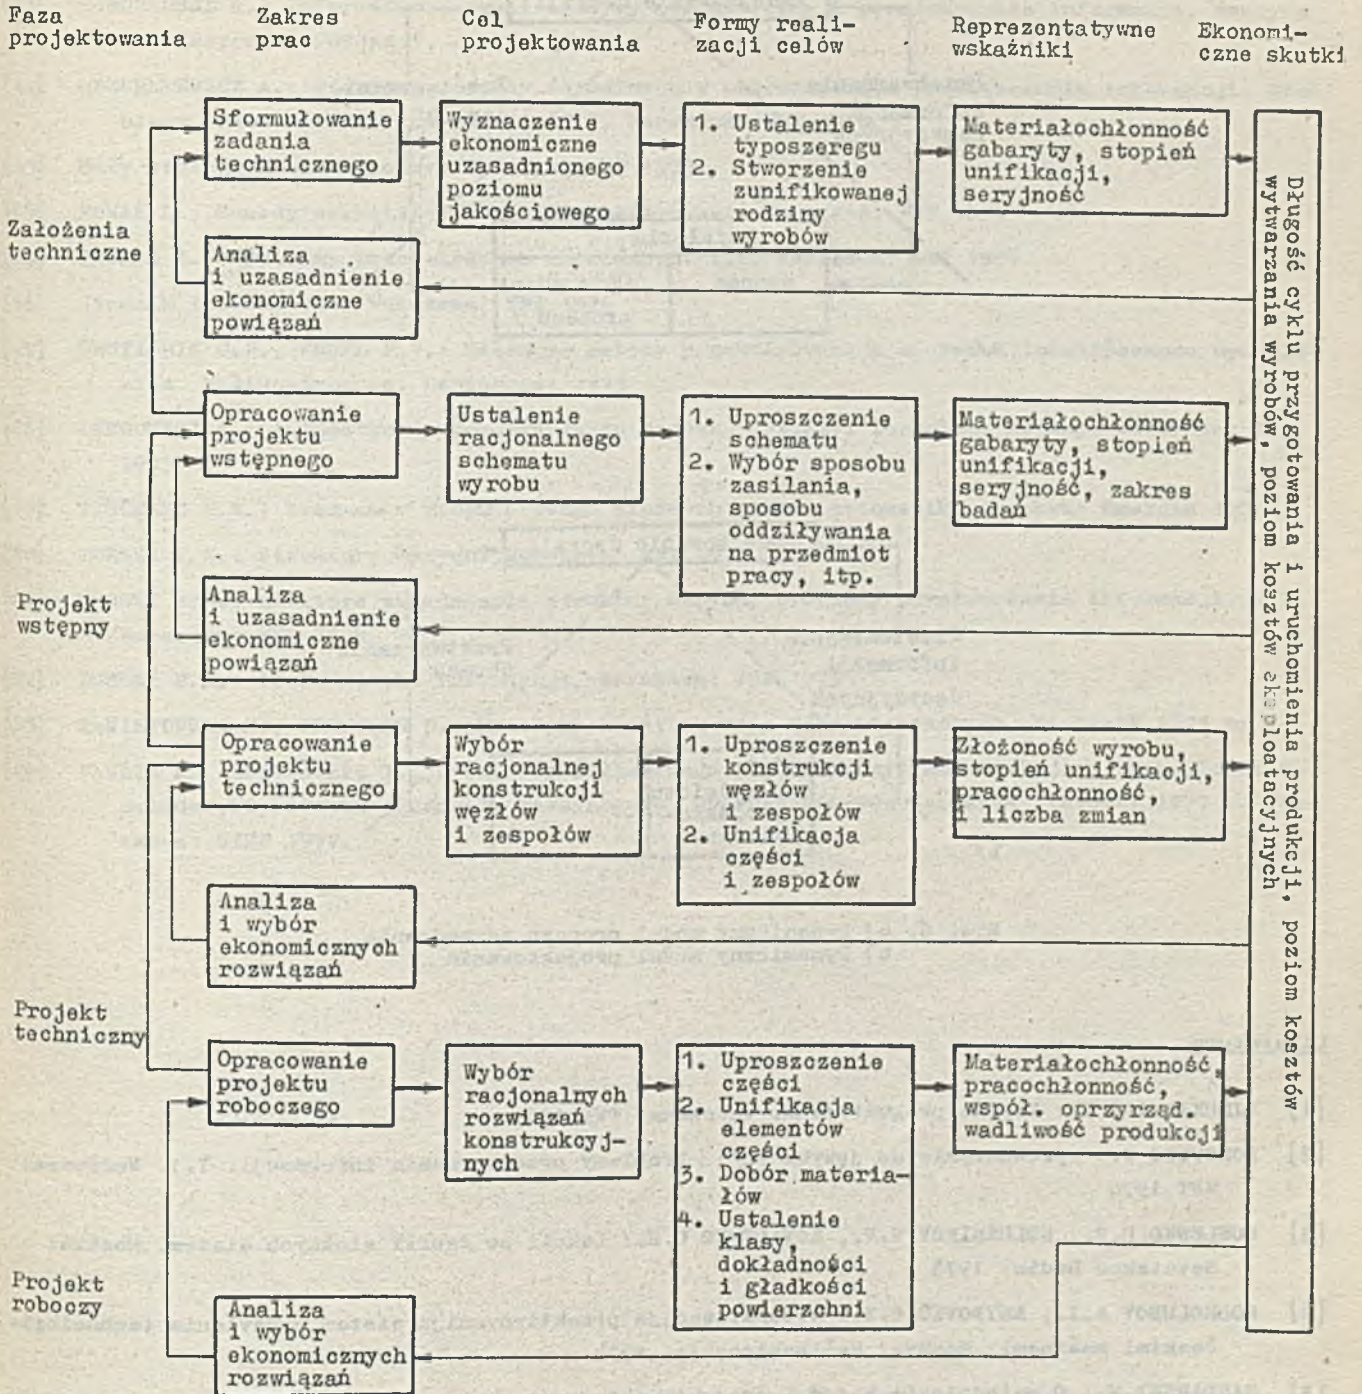 Faza
projektowania
Zakres
prac
Cel
projektowania
Formy reali-
zacji celów
Reprezentatywne
wskaźniki
Ekonomi-
czne skutki
Założenia
techniczne
Sformułowanie
zadania
technicznego
Wyznaczenie
ekonomiczne
uzasadnionego
poziomu
jakościowego
1. Ustalenie
typoszeregu
2. Stworzenie
zunifikowanej
rodziny
wyrobów
Materiałochłonność
gabaryty, stopień
unifikacji,
seryjność
Analiza
i uzasadnienie
ekonomiczne
powiązań
Projekt
wstępny
Opracowanie
projektu
wstępnego
Ustalenie
racjonalnego
schematu
wyrobu
1. Uproszczenie
schematu
2. Wybór sposobu
zasilania,
sposobu
oddziływania
na przedmiot
pracy, itp.
Materiałochłonność
gabaryty, stopień
unifikacji,
seryjność, zakres
badań
Analiza
i uzasadnienie
ekonomiczne
powiązań
Projekt
techniczny
Opracowanie
projektu
technicznego
Wybór
racjonalnej
konstrukcji
węzłów
i zespołów
1. Uproszczenie
konstrukcji
węzłów
i zespołów
2. Unifikacja
części
i zespołów
Złożoność wyrobu,
stopień unifikacji,
pracochłonność,
i liczba zmian
Analiza
i wybór
ekonomicznych
rozwiązań
Projekt
roboczy
Opracowanie
projektu
roboczego
Wybór
racjonalnych
rozwiązań
konstrukcyj-
nych
1. Uproszczenie
części
2. Unifikacja
elementów
części
3. Dobór materia-
łów
4. Ustalenie
klasy,
dokładności
i gładkości
powierzchni
Materiałochłonność,
pracochłonność,
współ. oprzyrząd.
wadliwość produkcji
Analiza
i wybór
ekonomicznych
rozwiązań
Długość cyklu przygotowania i uruchomienia produkcji, poziom kosztów
wytwarzania wyrobów, poziom kosztów eksploatacyjnych